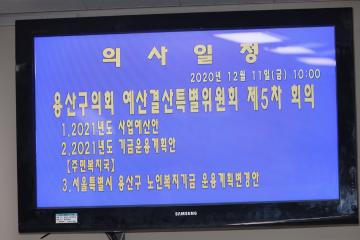 의 사 일 정
2020년 12월 11일(금) 10:00
용산구의회 예산결산특별위원회 제5차 회의
1.2021년도 사업예산안
2.2021년도 기금운용계획안
【주민복지국】
3.서울특별시 용산구 노인복지기금 운용계획변경안
SAMSUNG